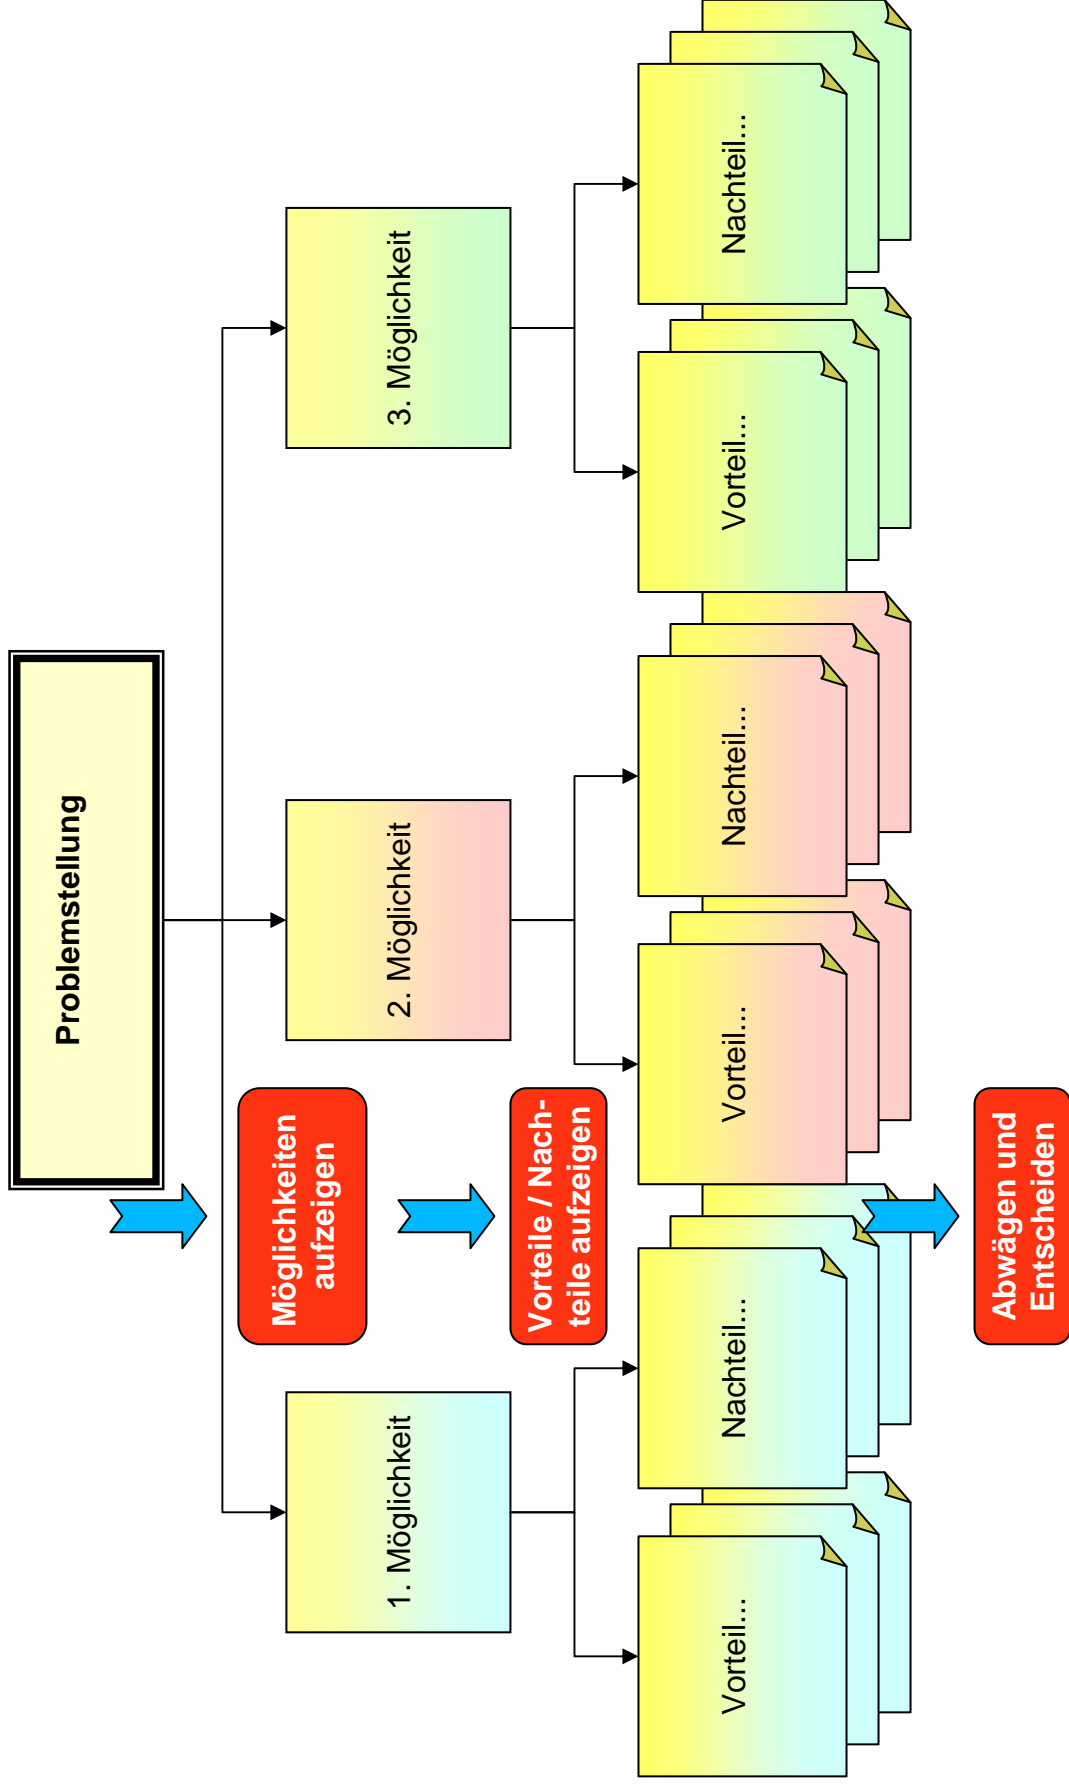 Problemstellung
Möglichkeiten
aufzeigen
1. Möglichkeit
2. Möglichkeit
3. Möglichkeit
Vorteile / Nach-
teile aufzeigen
Vorteil...
Nachteil...
Vorteil...
Nachteil...
Vorteil...
Nachteil...
Abwägen und
Entscheiden